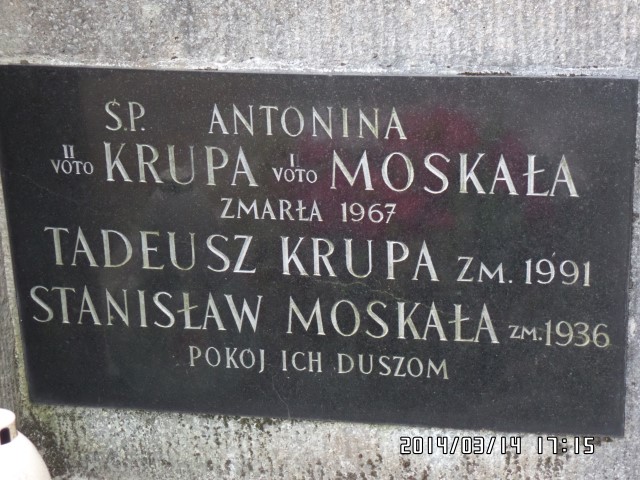 Ś.P. ANTONINA
II VOTO KRUPA I VOTO MOSKAŁA
ZMARŁA 1967
TADEUSZ KRUPA ZM. 1991
STANISŁAW MOSKAŁA ZM. 1936
POKÓJ ICH DUSZOM
2014/03/14 17:15